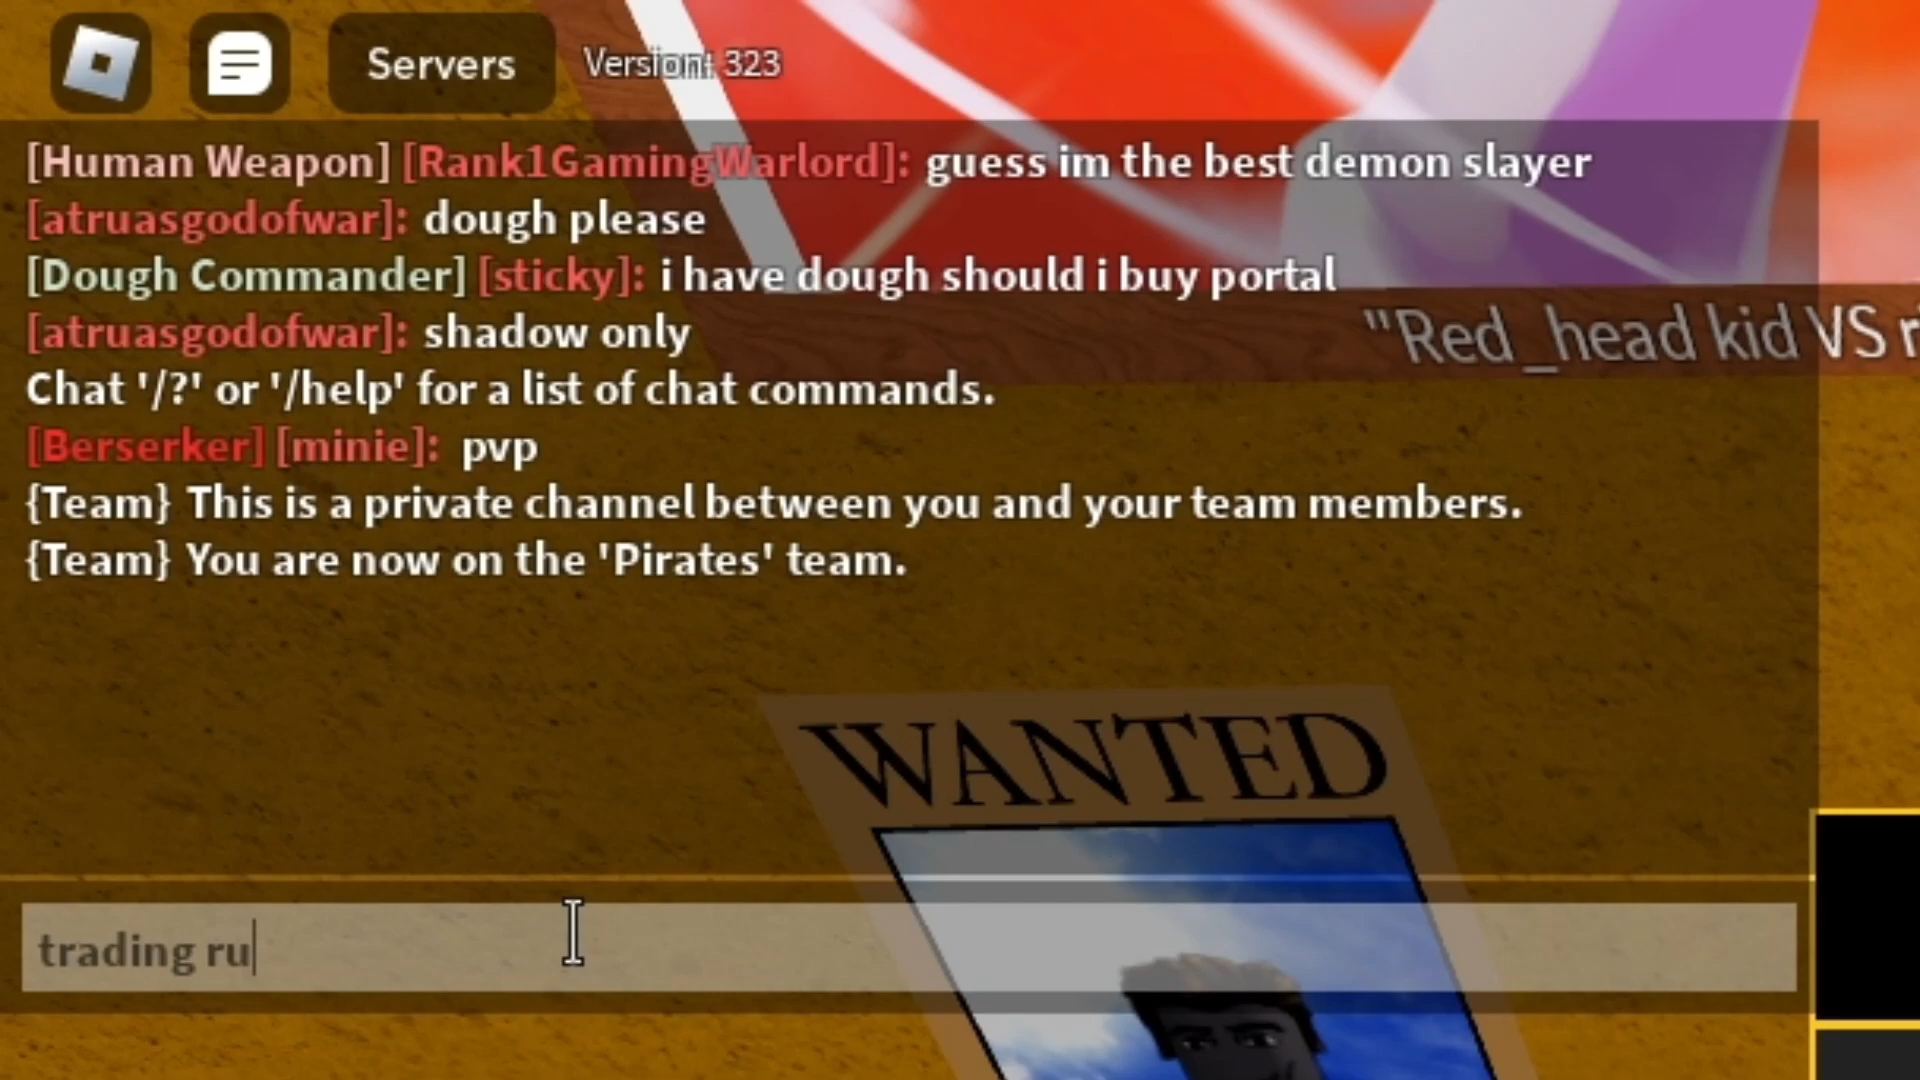 Servers
Version: 323
[Human Weapon] [Rank1GamingWarlord]: guess im the best demon slayer
[atruasgodofwar]: dough please
[Dough Commander] [sticky]: i have dough should i buy portal
[atruasgodofwar]: shadow only
"Red_head kid VS
Chat '/?' or '/help' for a list of chat commands.
[Berserker] [minie]: pvp
{Team} This is a private channel between you and your team members.
{Team} You are now on the 'Pirates' team.
WANTED
trading ru